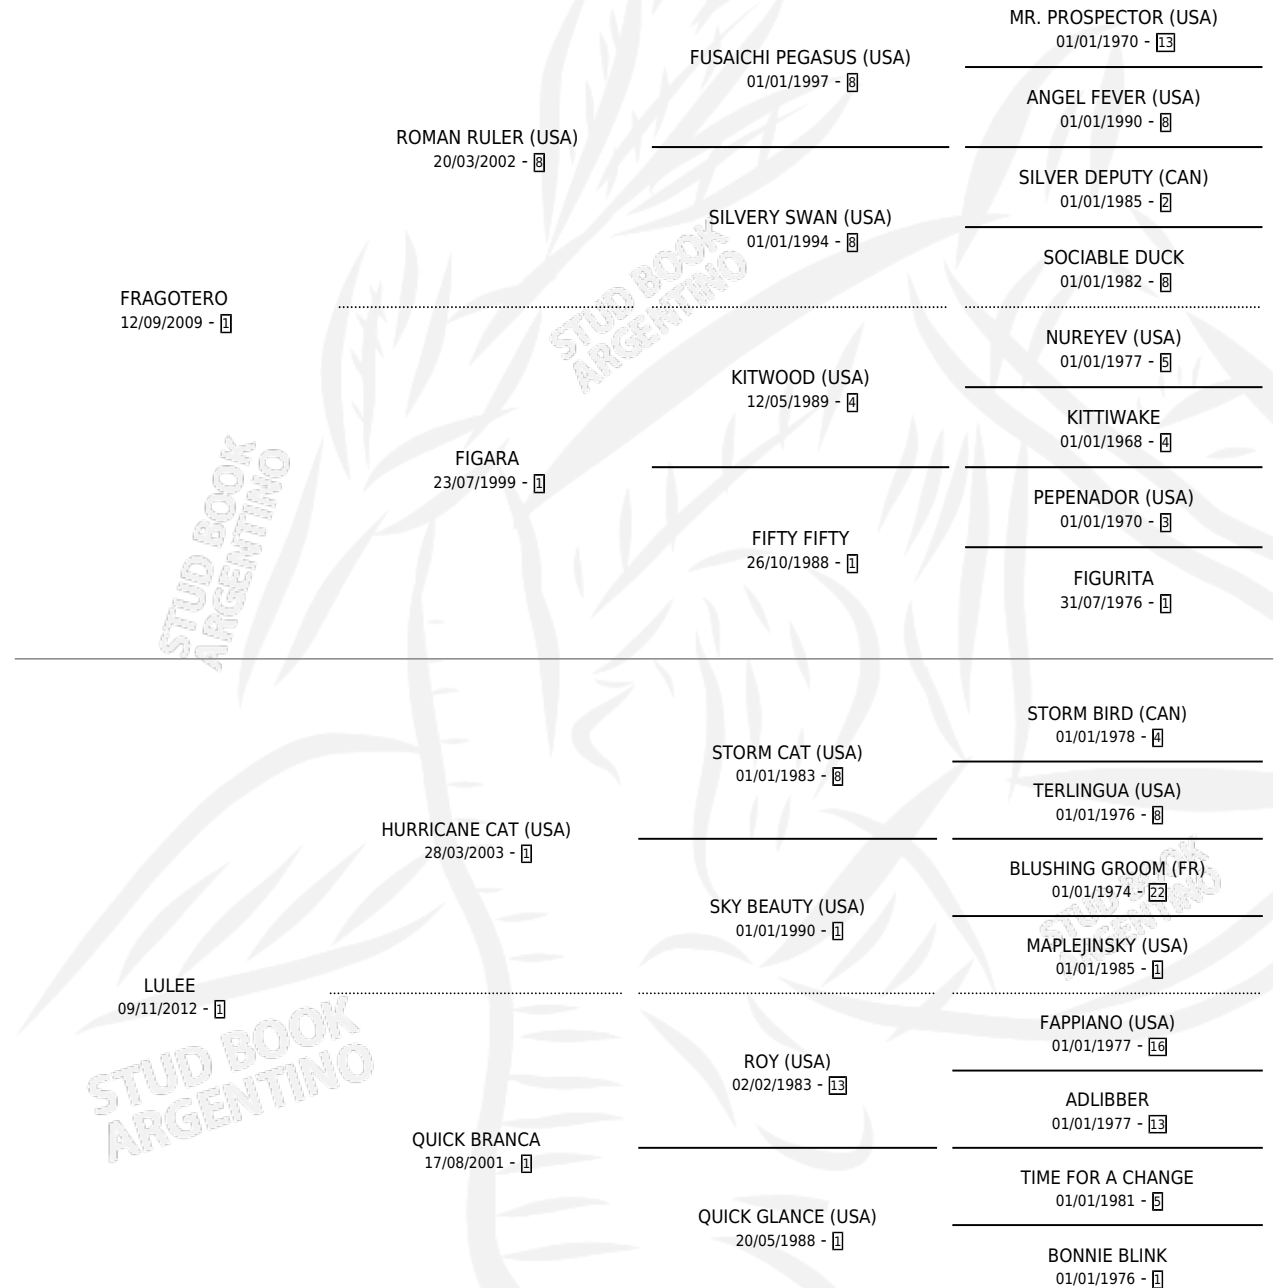 MR. PROSPECTOR (USA)
01/01/1970 - 13
FUSAICHI PEGASUS (USA)
01/01/1997 - 8
ANGEL FEVER (USA)
01/01/1990 - 8
ROMAN RULER (USA)
20/03/2002 - 8
SILVER DEPUTY (CAN)
01/01/1985 - 2
SILVERY SWAN (USA)
01/01/1994 - 8
SOCIABLE DUCK
01/01/1982 - 8
FRAGOTERO
12/09/2009 - 1
STUD BOOK
ARGENTINO
NUREYEV (USA)
01/01/1977 - 5
KITWOOD (USA)
12/05/1989 - 4
KITTIWAKE
01/01/1968 - 4
FIGARA
23/07/1999 - 1
PEPENADOR (USA)
01/01/1970 - 3
FIFTY FIFTY
26/10/1988 - 1
FIGURITA
31/07/1976 - 1
STUD BOOK
ARGENTINO
STORM BIRD (CAN)
01/01/1978 - 4
STORM CAT (USA)
01/01/1983 - 8
TERLINGUA (USA)
01/01/1976 - 8
HURRICANE CAT (USA)
28/03/2003 - 1
BLUSHING GROOM (FR)
01/01/1974 - 22
STUD BOOK
ARGENTINO
SKY BEAUTY (USA)
01/01/1990 - 1
MAPLEJINSKY (USA)
01/01/1985 - 1
LULEE
09/11/2012 - 1
STUD BOOK
ARGENTINO
FAPPIANO (USA)
01/01/1977 - 16
ROY (USA)
02/02/1983 - 13
ADLIBBER
01/01/1977 - 13
QUICK BRANCA
17/08/2001 - 1
TIME FOR A CHANGE
01/01/1981 - 5
QUICK GLANCE (USA)
20/05/1988 - 1
BONNIE BLINK
01/01/1976 - 1